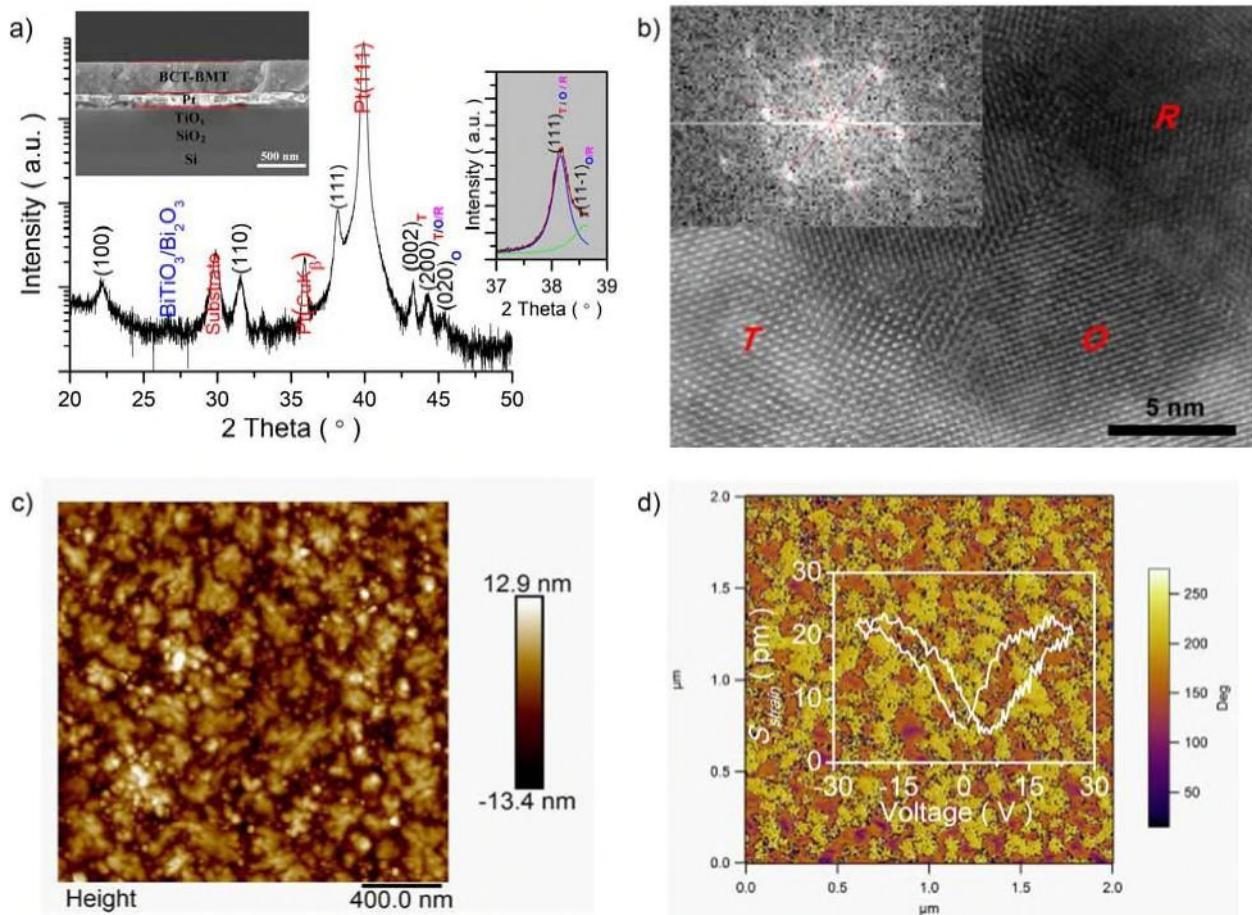 a)
Intensity ( a.u. )
BCT-BMT
Pt
SiO2
Si
500 nm
(100)
BiTiO3/Bi2O3
Substrate
(110)
Pt(CuKβ)
(111)
Pt(111)
(002)T
(200)T/O/R
(020)O
20 25 30 35 40 45 50
2 Theta ( ° )
Intensity (a.u.)
(111)T/O/R
(11-1)O/R
37 38 39
2 Theta ( ° )
b)
R
T
O
5 nm
c)
12.9 nm
-13.4 nm
Height
400.0 nm
d)
2.0
1.5
1.0
0.5
0.0
µm
30
20
10
0
Sstrain (pm)
-30 -15 0 15 30
Voltage ( V )
0.0 0.5 1.0 1.5 2.0
µm
250
200
150
100
50
Deg